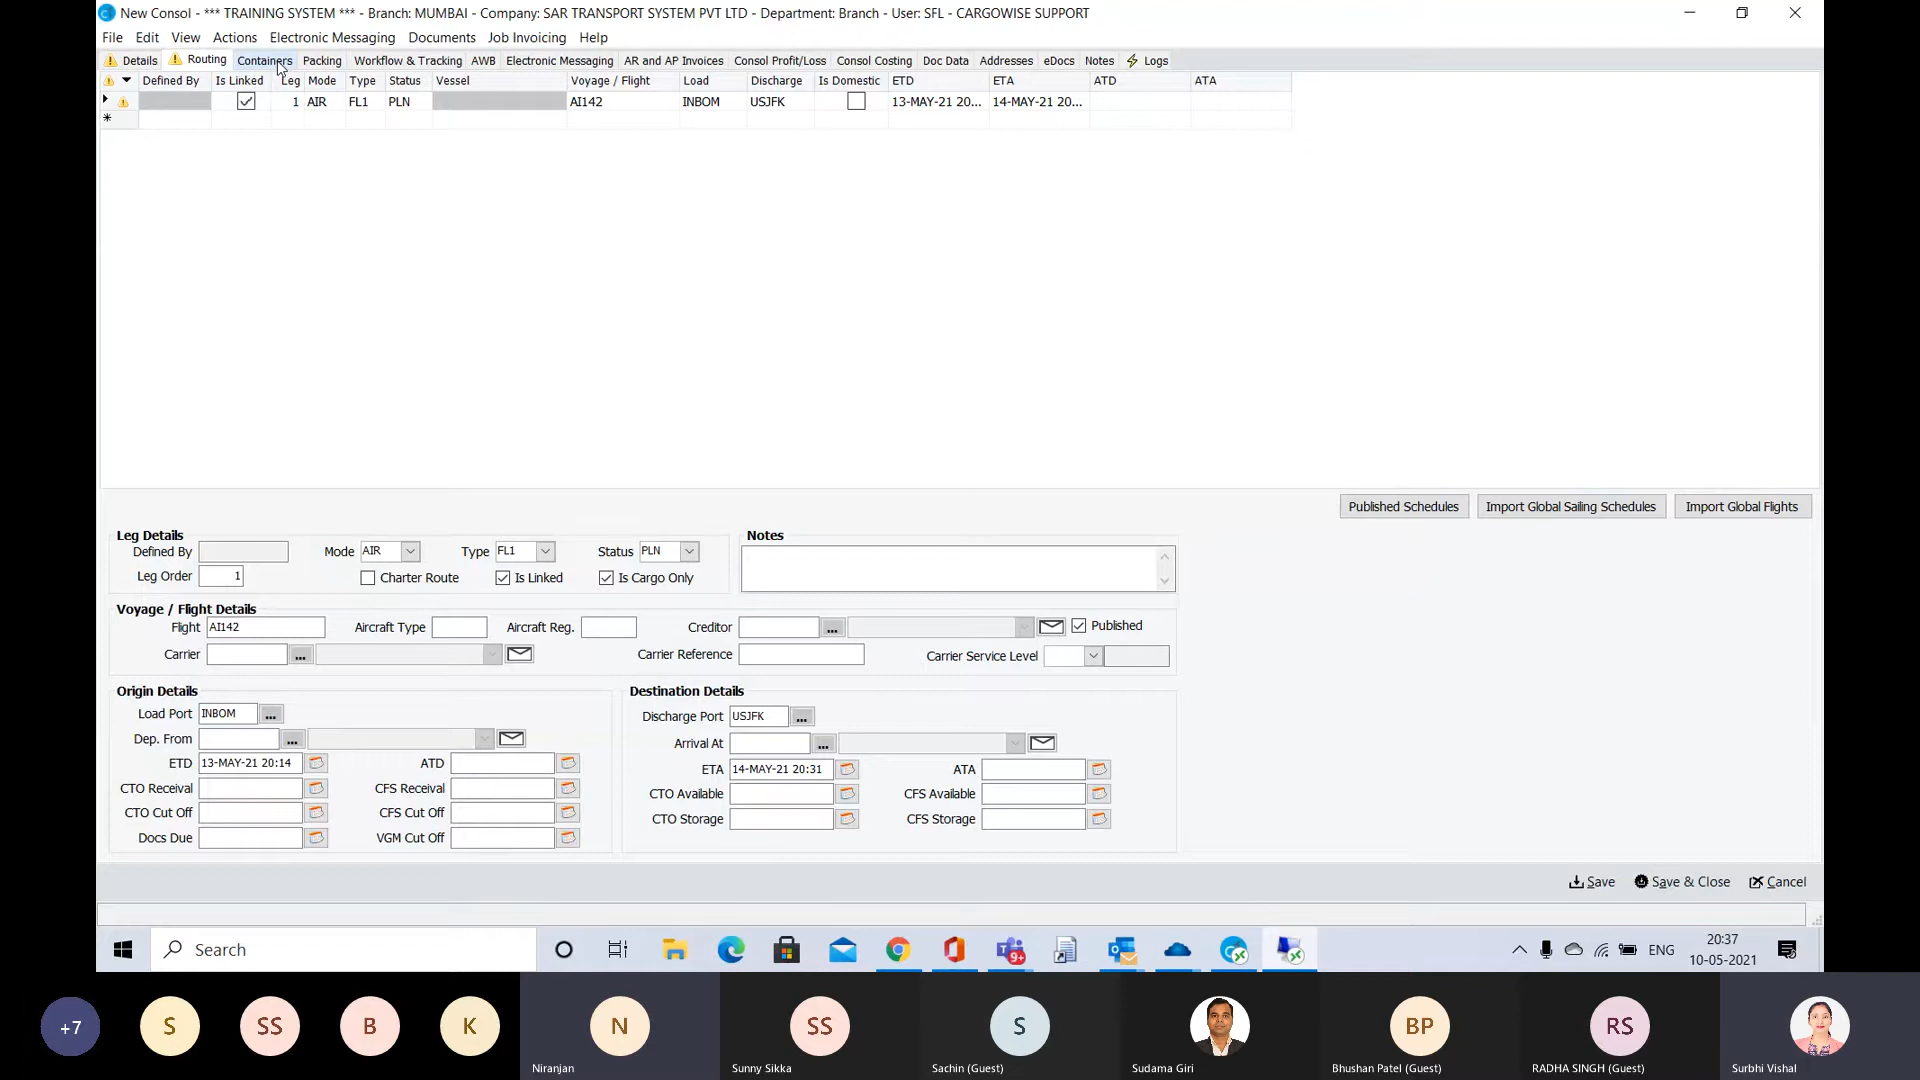 New Consol - *** TRAINING SYSTEM *** - Branch: MUMBAI - Company: SAR TRANSPORT SYSTEM PVT LTD - Department: Branch - User: SFL - CARGOWISE SUPPORT
File Edit View Actions Electronic Messaging Documents Job Invoicing Help
Details Routing Containers Packing Workflow & Tracking AWB Electronic Messaging AR and AP Invoices Consol Profit/Loss Consol Costing Doc Data Addresses eDocs Notes Logs
Defined By Is Linked Leg Mode Type Status Vessel Voyage / Flight Load Discharge Is Domestic ETD ETA ATD ATA
1 AIR FL1 PLN AI142 INBOM USJFK 13-MAY-21 20... 14-MAY-21 20...
Published Schedules Import Global Sailing Schedules Import Global Flights
Leg Details Notes
Defined By Mode AIR Type FL1 Status PLN
Leg Order 1 Charter Route Is Linked Is Cargo Only
Voyage / Flight Details
Flight AI142 Aircraft Type Aircraft Reg. Creditor ... Published
Carrier ... Carrier Reference Carrier Service Level
Origin Details Destination Details
Load Port INBOM ... Discharge Port USJFK ...
Dep. From ... Arrival At ...
ETD 13-MAY-21 20:14 ATD ETA 14-MAY-21 20:31 ATA
CTO Receival CFS Receival CTO Available CFS Available
CTO Cut Off CFS Cut Off CTO Storage CFS Storage
Docs Due VGM Cut Off
Save Save & Close Cancel
Search 9+ ENG 20:37
10-05-2021
+7 S SS B K N SS S BP RS
Niranjan Sunny Sikka Sachin (Guest) Sudama Giri Bhushan Patel (Guest) RADHA SINGH (Guest) Surbhi Vishal